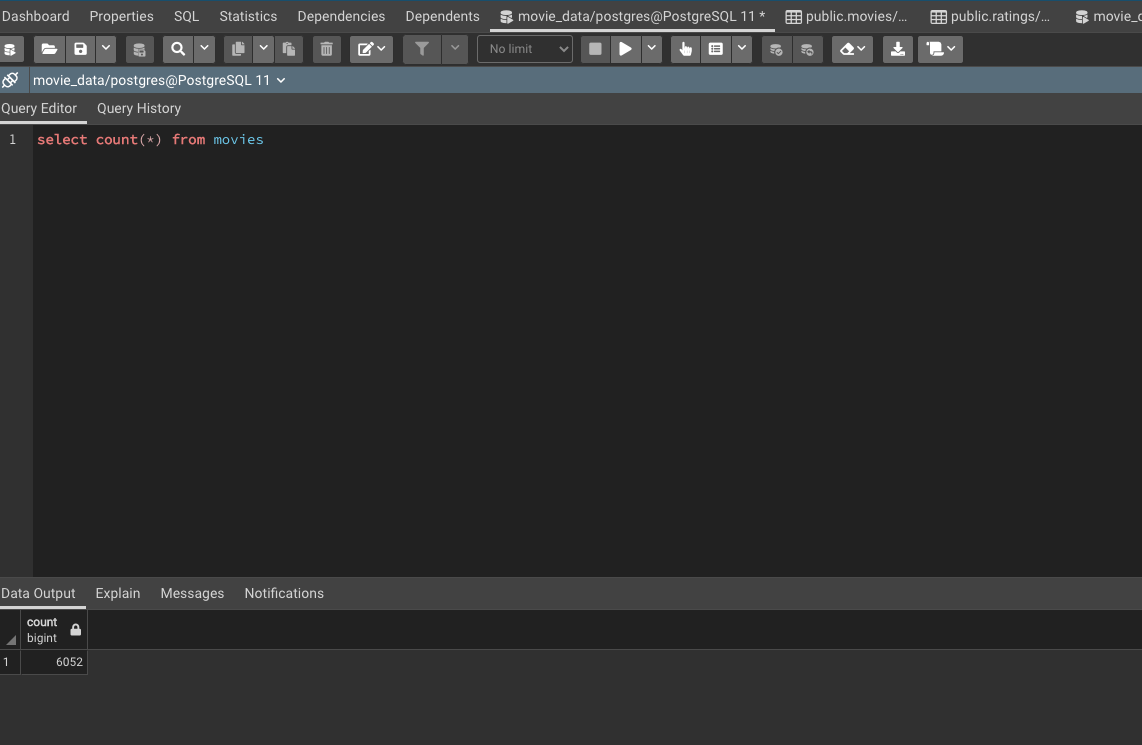 Dashboard Properties SQL Statistics Dependencies Dependents movie_data/postgres@PostgreSQL 11 * public.movies/... public.ratings/...
No limit
movie_data/postgres@PostgreSQL 11
Query Editor Query History
1 select count(*) from movies
Data Output Explain Messages Notifications
count
bigint
1 6052